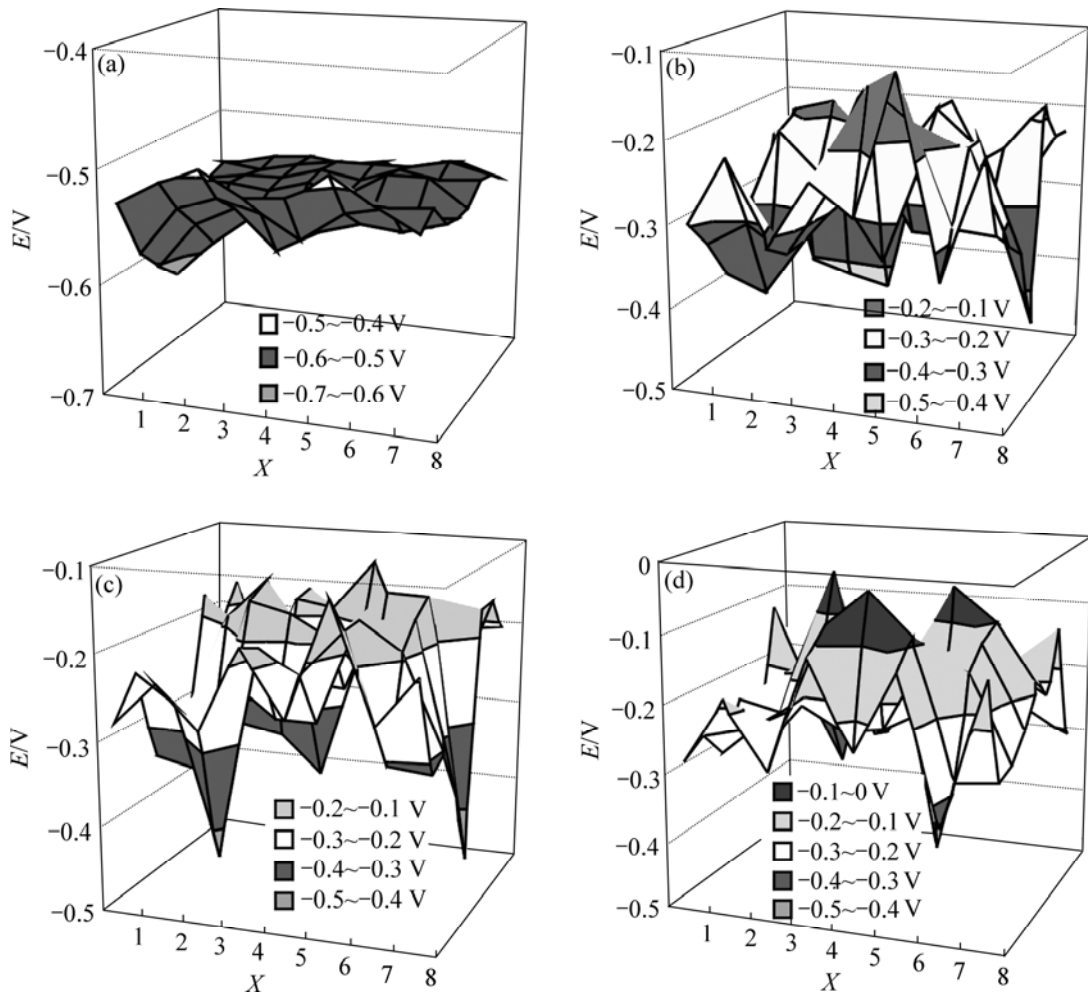 (a)
E/V
−0.4
−0.5
−0.6
−0.7
−0.5~−0.4 V
−0.6~−0.5 V
−0.7~−0.6 V
1 2 3 4 5 6 7 8
X
(b)
E/V
−0.1
−0.2
−0.3
−0.4
−0.5
−0.2~−0.1 V
−0.3~−0.2 V
−0.4~−0.3 V
−0.5~−0.4 V
1 2 3 4 5 6 7 8
X
(c)
E/V
−0.1
−0.2
−0.3
−0.4
−0.5
−0.2~−0.1 V
−0.3~−0.2 V
−0.4~−0.3 V
−0.5~−0.4 V
1 2 3 4 5 6 7 8
X
(d)
E/V
0
−0.1
−0.2
−0.3
−0.4
−0.5
−0.1~0 V
−0.2~−0.1 V
−0.3~−0.2 V
−0.4~−0.3 V
−0.5~−0.4 V
1 2 3 4 5 6 7 8
X